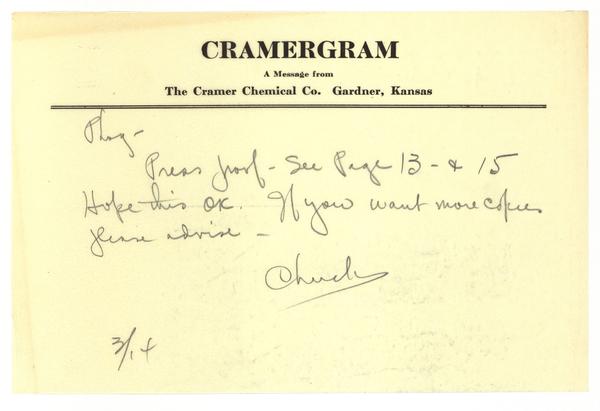 CRAMERGRAM
A Message from
The Cramer Chemical Co. Gardner, Kansas
Phog -
Press proof - See Page 13 - & 15
Hope this OK. If you want more copies
please advise -
Chuck
3/14